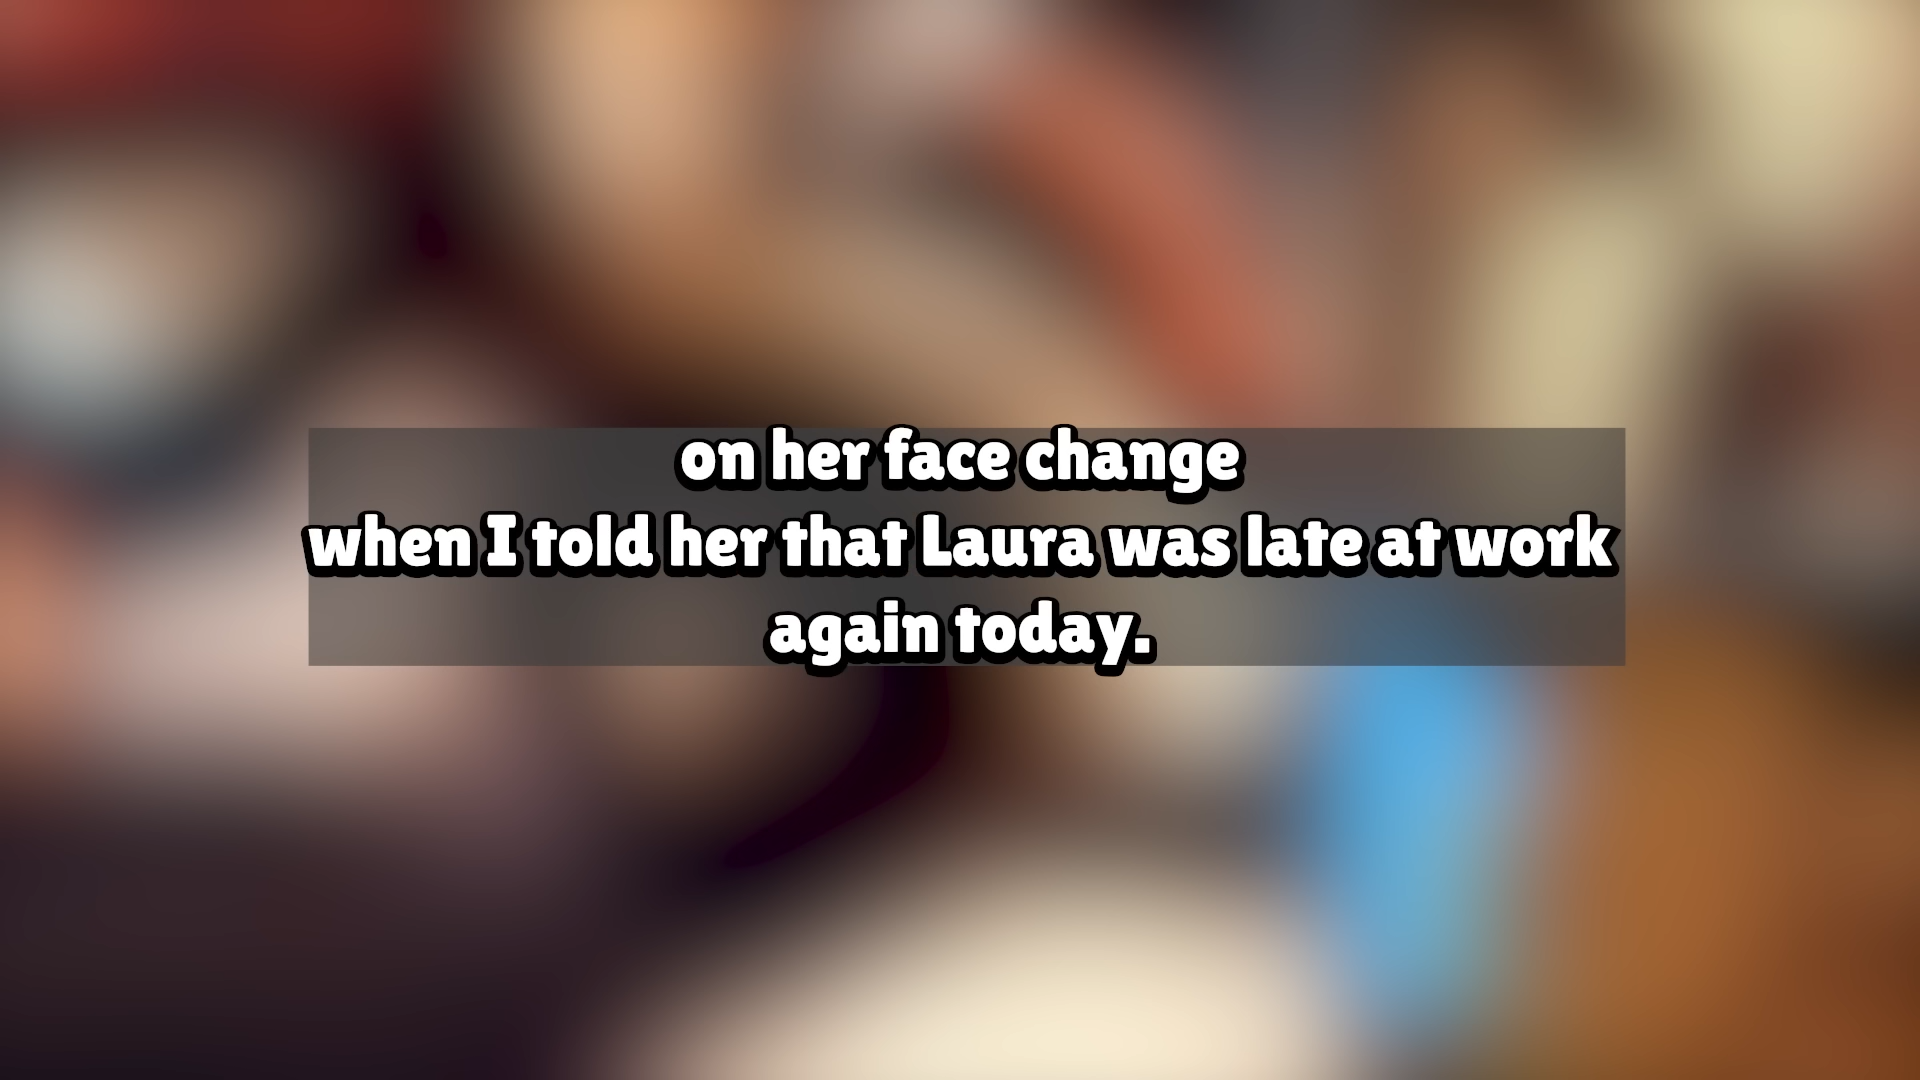 on her face change
when I told her that Laura was late at work
again today.